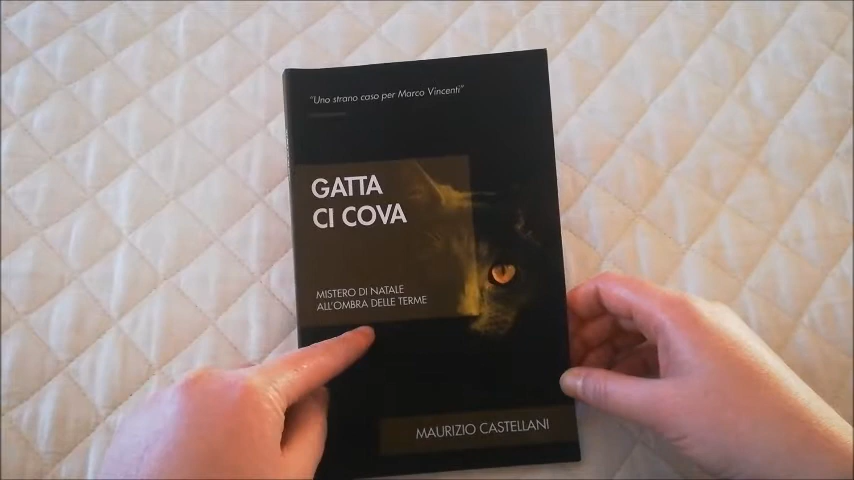 "Uno strano caso per Marco Vincenti"
GATTA
CI COVA
MISTERO DI NATALE
ALL'OMBRA DELLE TERME
MAURIZIO CASTELLANI